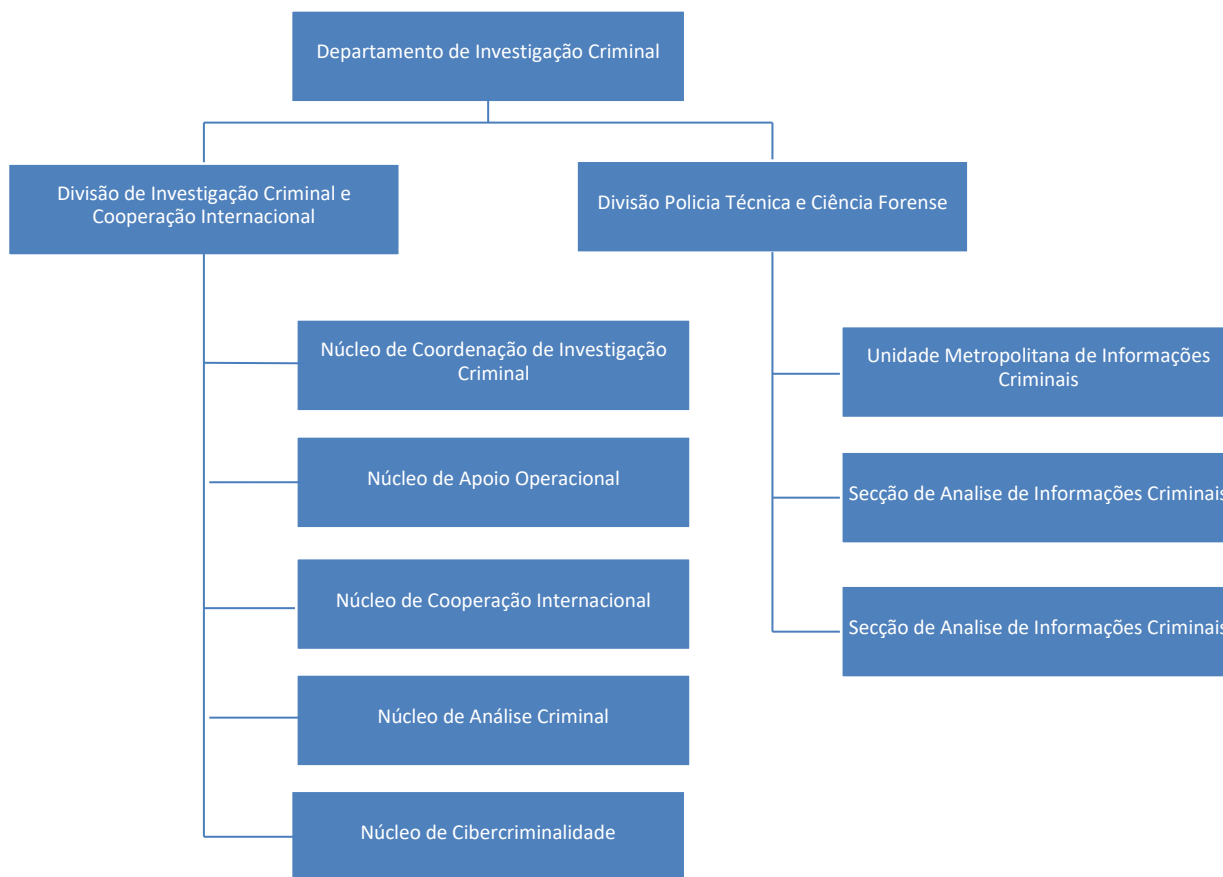 Departamento de Investigação Criminal
Divisão de Investigação Criminal e
Cooperação Internacional
Divisão Policia Técnica e Ciência Forense
Núcleo de Coordenação de Investigação
Criminal
Núcleo de Apoio Operacional
Núcleo de Cooperação Internacional
Núcleo de Análise Criminal
Núcleo de Cibercriminalidade
Unidade Metropolitana de Informações
Criminais
Secção de Analise de Informações Criminais
Secção de Analise de Informações Criminais